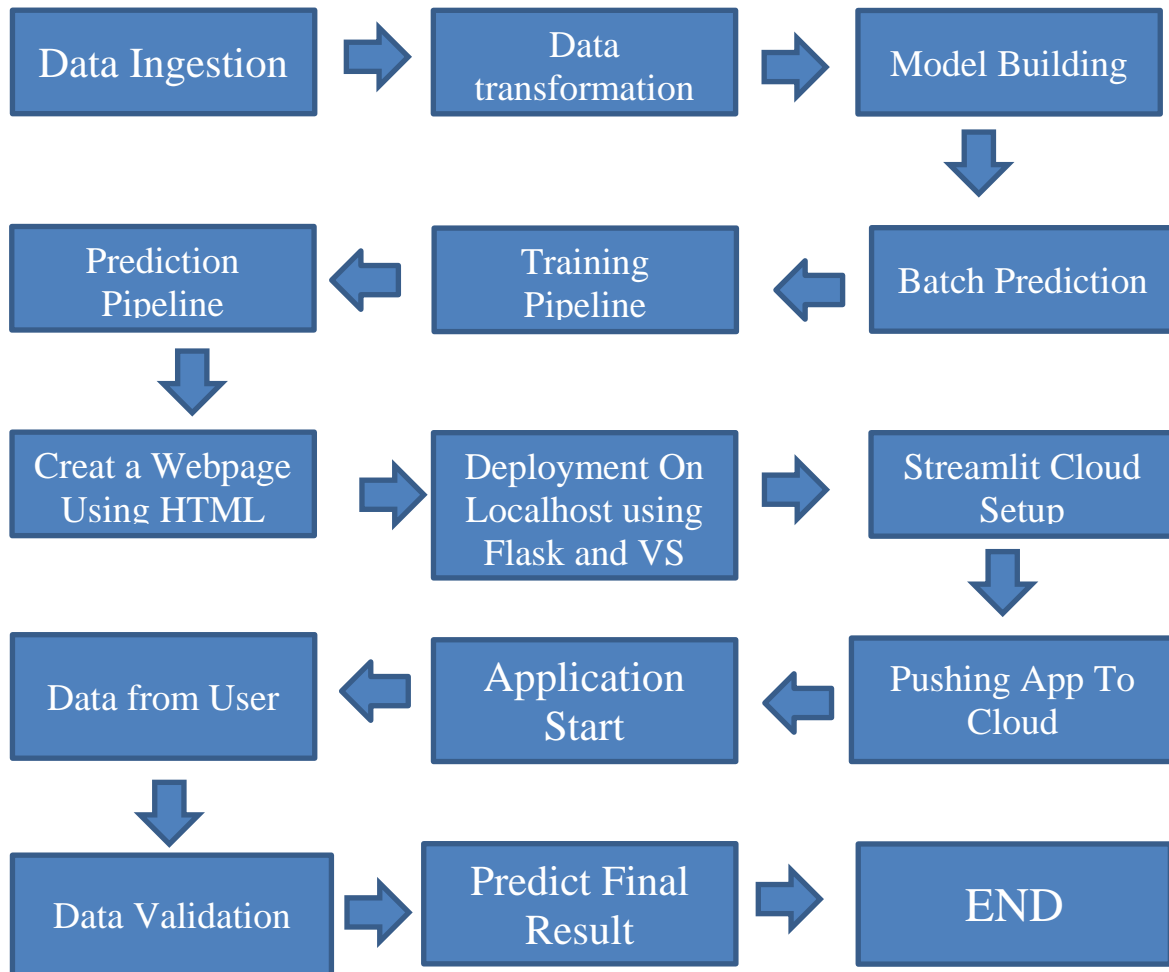 Data Ingestion
Data
transformation
Model Building
Batch Prediction
Training
Pipeline
Prediction
Pipeline
Creat a Webpage
Using HTML
Deployment On
Localhost using
Flask and VS
Streamlit Cloud
Setup
Pushing App To
Cloud
Application
Start
Data from User
Data Validation
Predict Final
Result
END